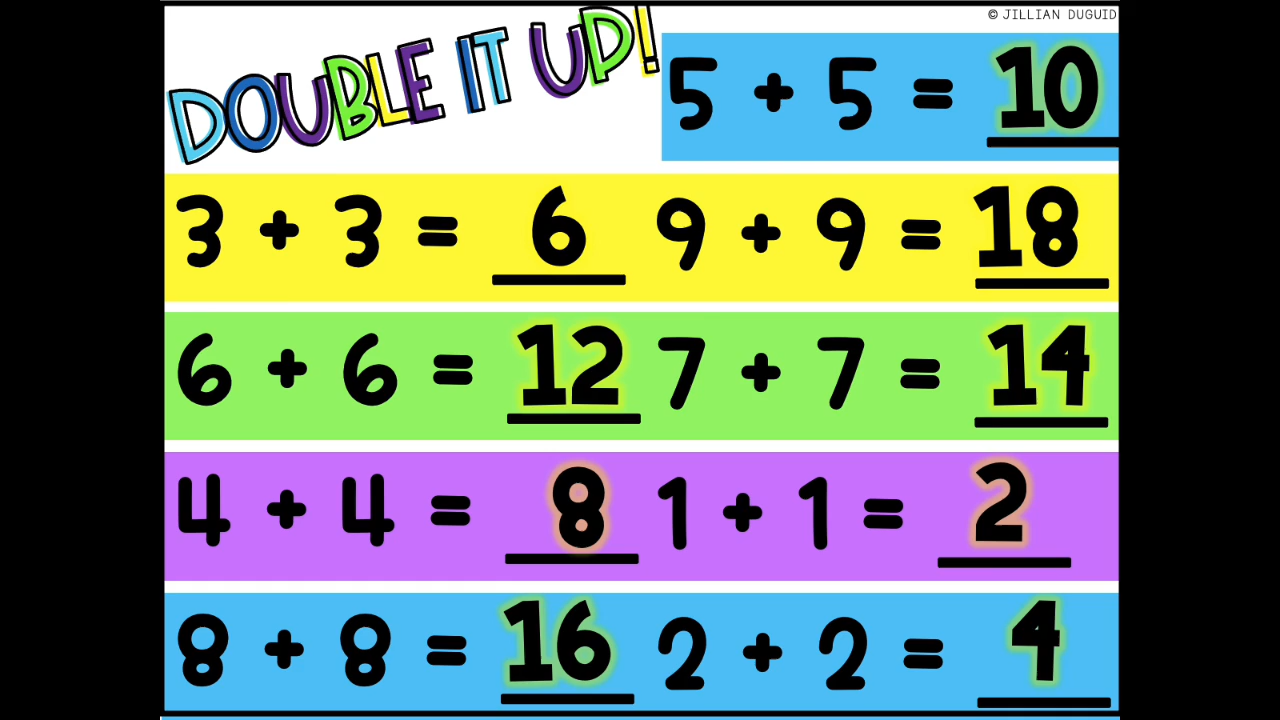 © JILLIAN DUGUID
DOUBLE IT UP!
5 + 5 = 10
3 + 3 = 6 9 + 9 = 18
6 + 6 = 12 7 + 7 = 14
4 + 4 = 8 1 + 1 = 2
8 + 8 = 16 2 + 2 = 4